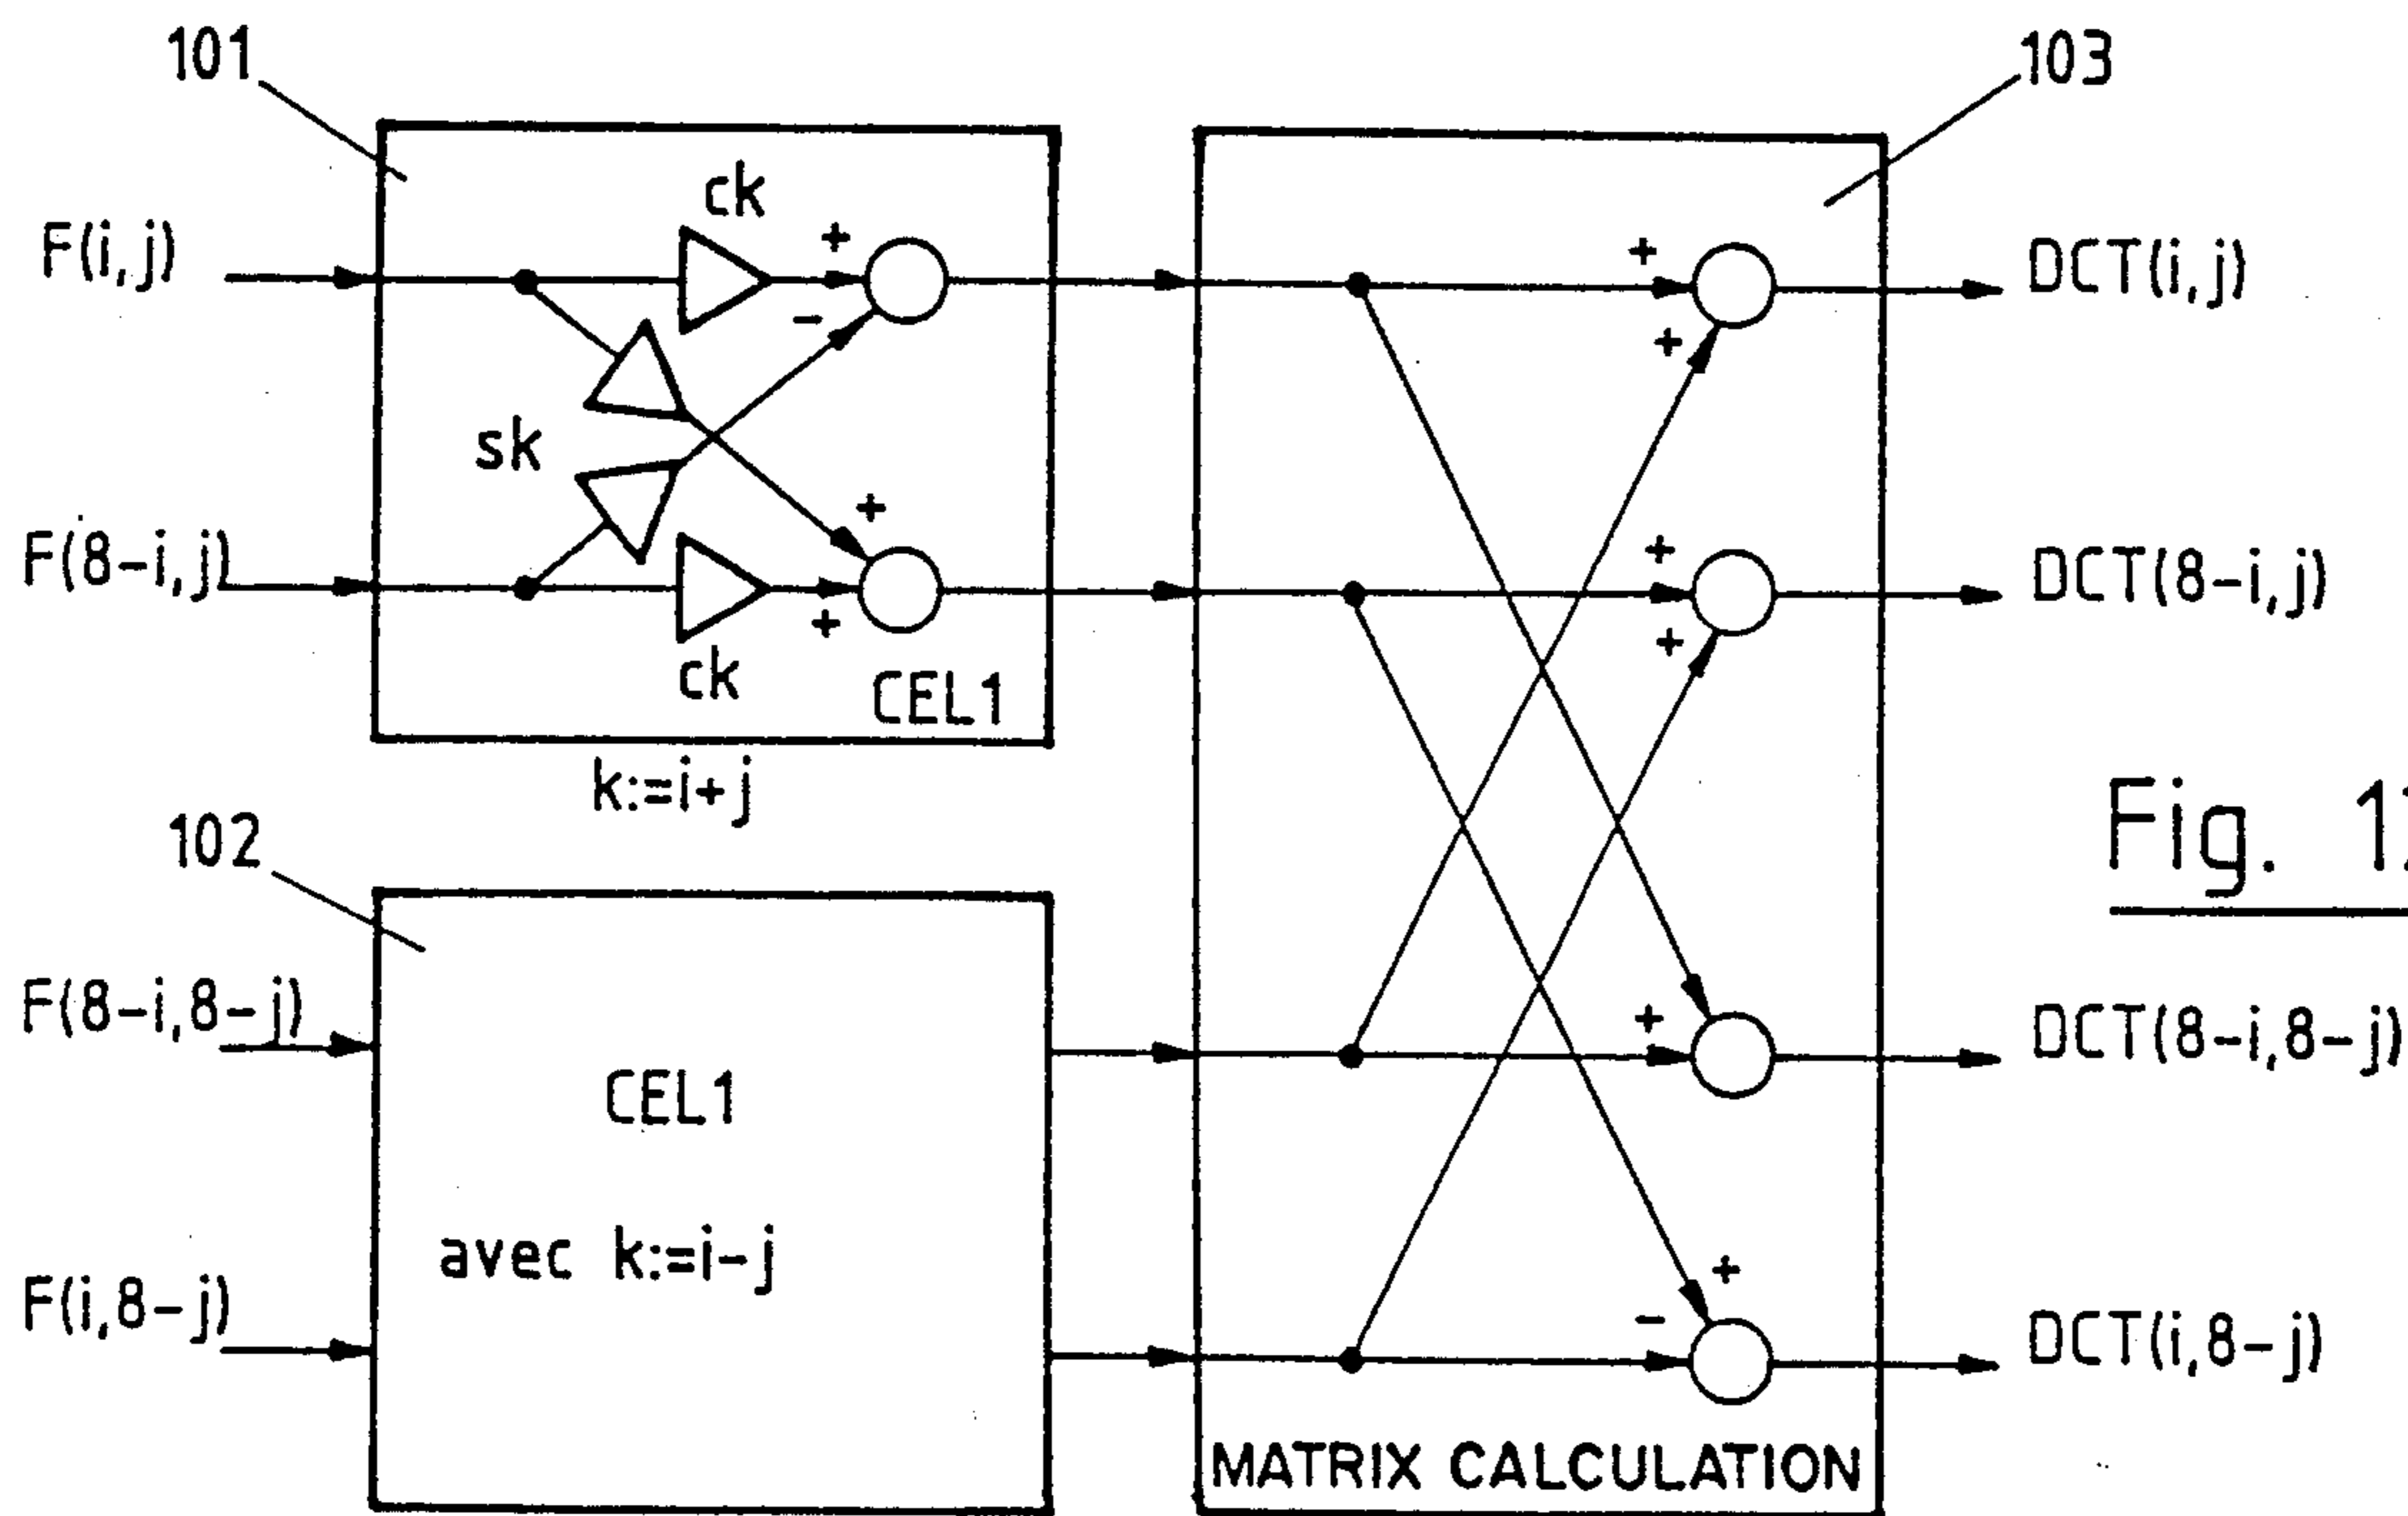 101
103
ck
+
+
F(i,j)
DCT(i,j)
-
+
sk
+
+
F(8-i,j)
DCT(8-i,j)
+
+
ck
CEL1
k:=i+j
Fig.
102
F(8-i,8-j)
+
DCT(8-i,8-j)
CEL1
avec k:=i-j
+
F(i,8-j)
-
DCT(i,8-j)
MATRIX CALCULATION